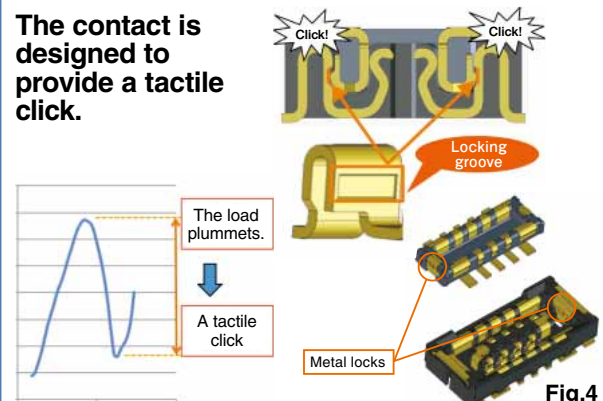 The contact is
designed to
provide a tactile
click.
Click!
Click!
Locking
groove
The load
plummets.
A tactile
click
Metal locks
Fig.4